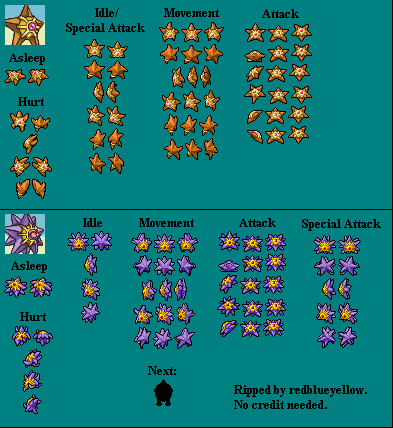 Idle/
Special Attack
Movement
Attack
Asleep
Hurt
Idle
Movement
Attack
Special Attack
Asleep
Hurt
Next:
Ripped by redblueyellow.
No credit needed.